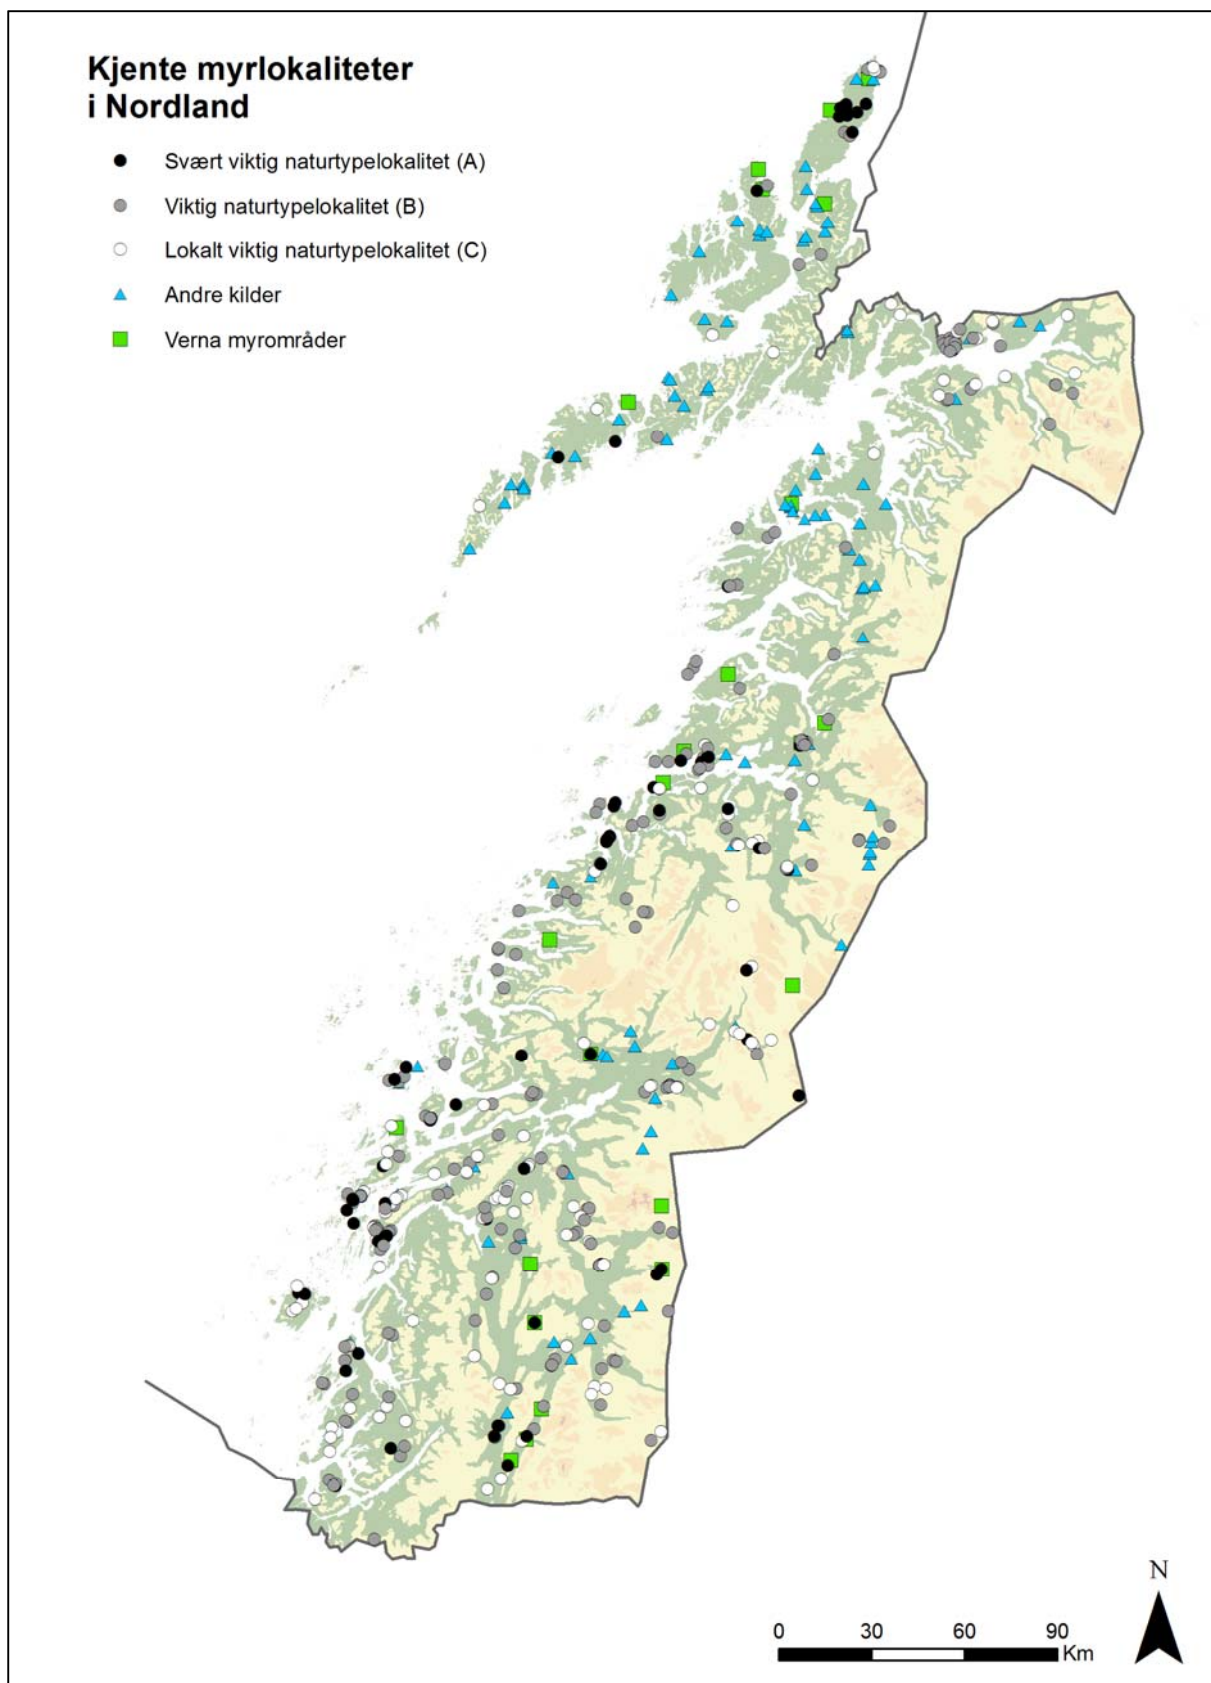 Kjente myrlokaliteter
i Nordland
Svært viktig naturtypelokalitet (A)
Viktig naturtypelokalitet (B)
Lokalt viktig naturtypelokalitet (C)
Andre kilder
Verna myrområder
N
0 30 60 90
Km